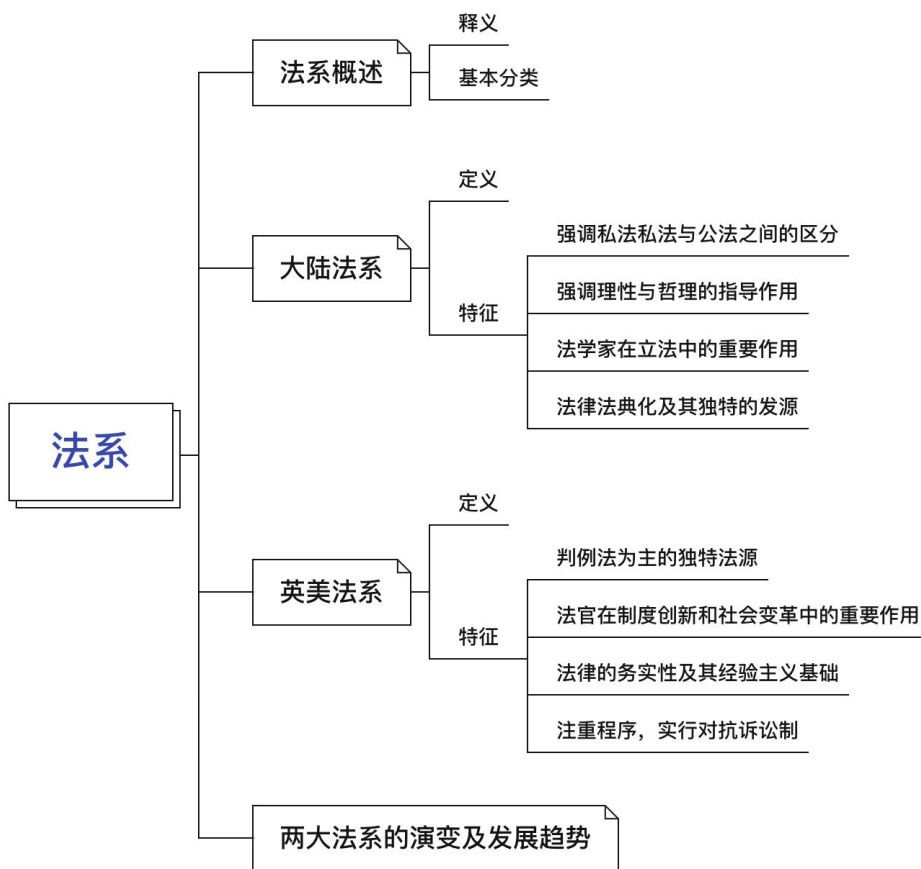 法系
法系概述
释义
基本分类
大陆法系
定义
特征
强调私法私法与公法之间的区分
强调理性与哲理的指导作用
法学家在立法中的重要作用
法律法典化及其独特的发源
英美法系
定义
特征
判例法为主的独特法源
法官在制度创新和社会变革中的重要作用
法律的务实性及其经验主义基础
注重程序，实行对抗诉讼制
两大法系的演变及发展趋势